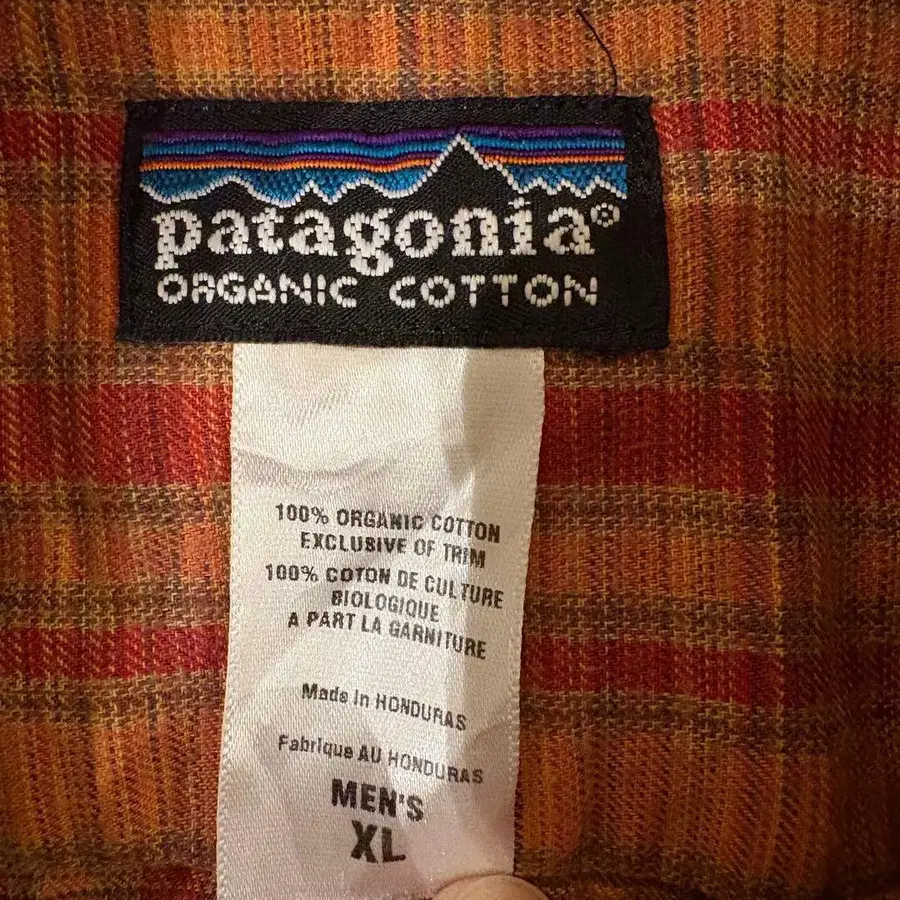 patagonia®
ORGANIC COTTON
100% ORGANIC COTTON
EXCLUSIVE OF TRIM
100% COTON DE CULTURE
BIOLOGIQUE
A PART LA GARNITURE
Made in HONDURAS
Fabrique AU HONDURAS
MEN'S
XL